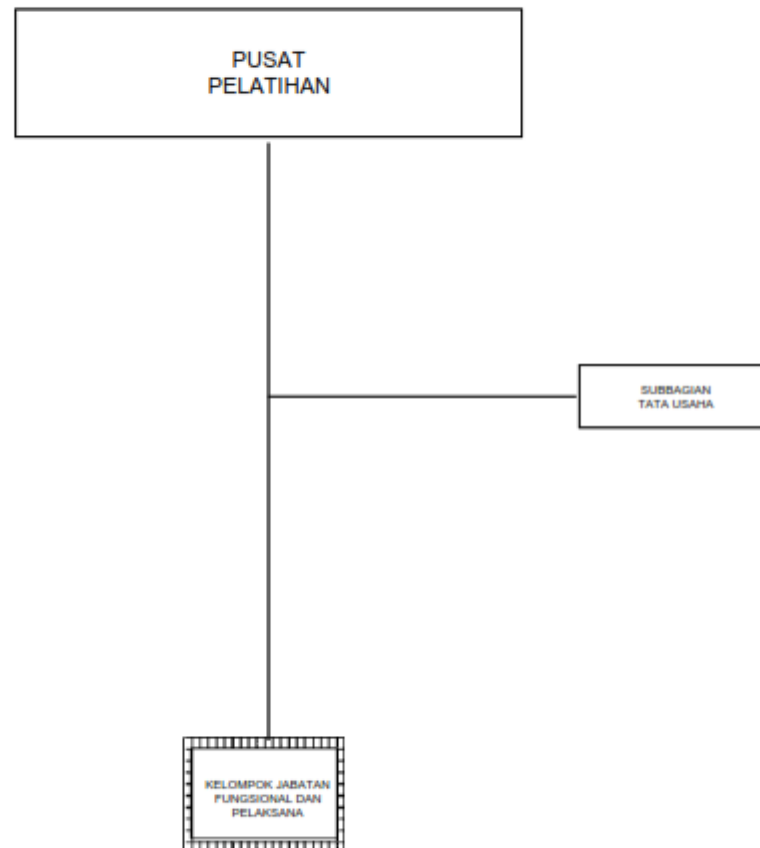 PUSAT
PELATIHAN
SUBBAGIAN
TATA USAHA
KELOMPOK JABATAN
FUNGSIONAL DAN
PELAKSANA